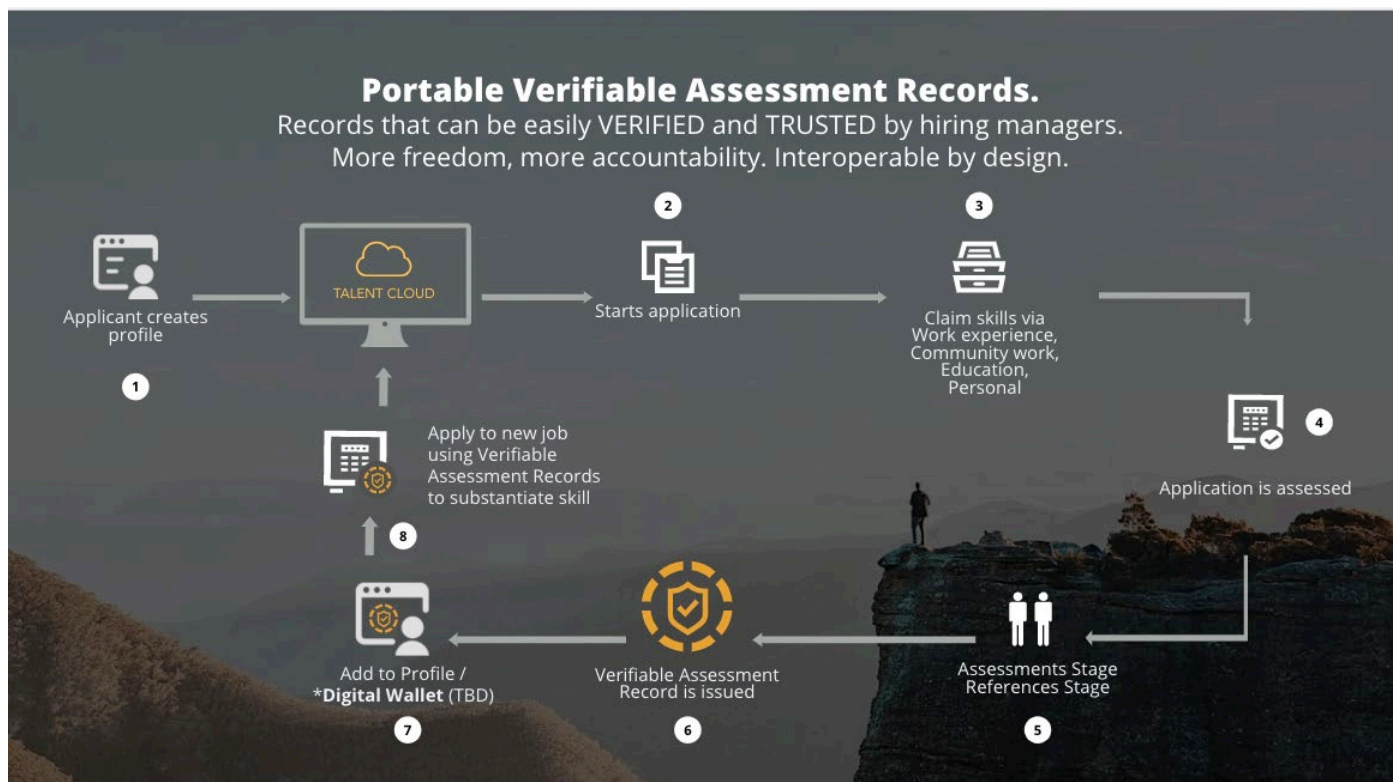 Portable Verifiable Assessment Records.
Records that can be easily VERIFIED and TRUSTED by hiring managers.
More freedom, more accountability. Interoperable by design.
Applicant creates
profile
1
TALENT CLOUD
2
Starts application
3
Claim skills via
Work experience,
Community work,
Education,
Personal
4
Application is assessed
Assessments Stage
References Stage
5
Verifiable Assessment
Record is issued
6
Add to Profile /
*Digital Wallet (TBD)
7
8
Apply to new job
using Verifiable
Assessment Records
to substantiate skill